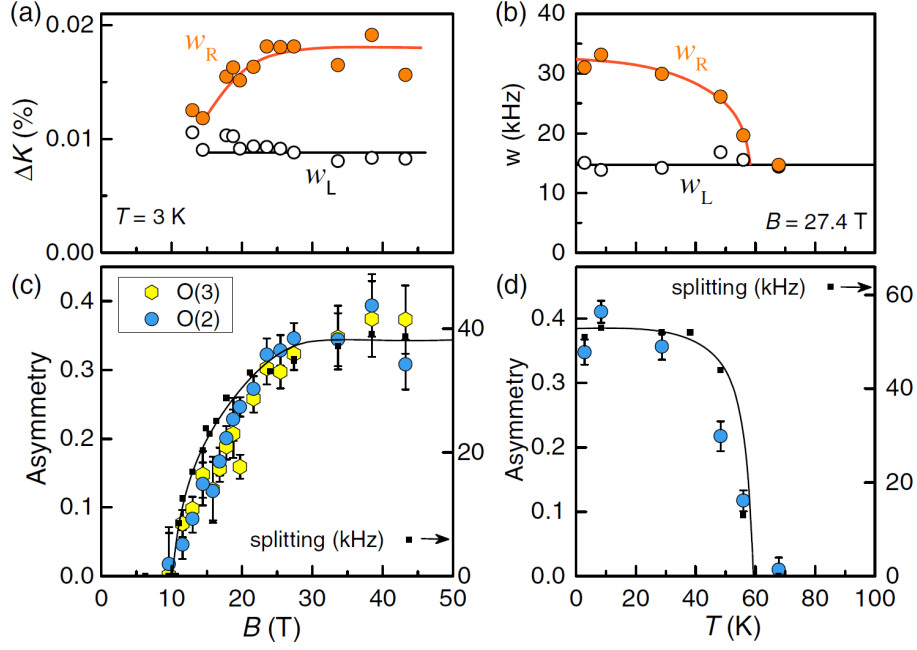 (a)
0.02
0.01
0.00
ΔK (%)
w_R
w_L
T = 3 K
(b)
40
30
20
10
w (kHz)
w_R
w_L
B = 27.4 T
(c)
0.4
0.3
0.2
0.1
0.0
Asymmetry
O(3)
O(2)
splitting (kHz)
40
20
0
0 10 20 30 40 50
B (T)
(d)
0.4
0.3
0.2
0.1
0.0
Asymmetry
splitting (kHz)
60
40
20
0
0 20 40 60 80 100
T (K)